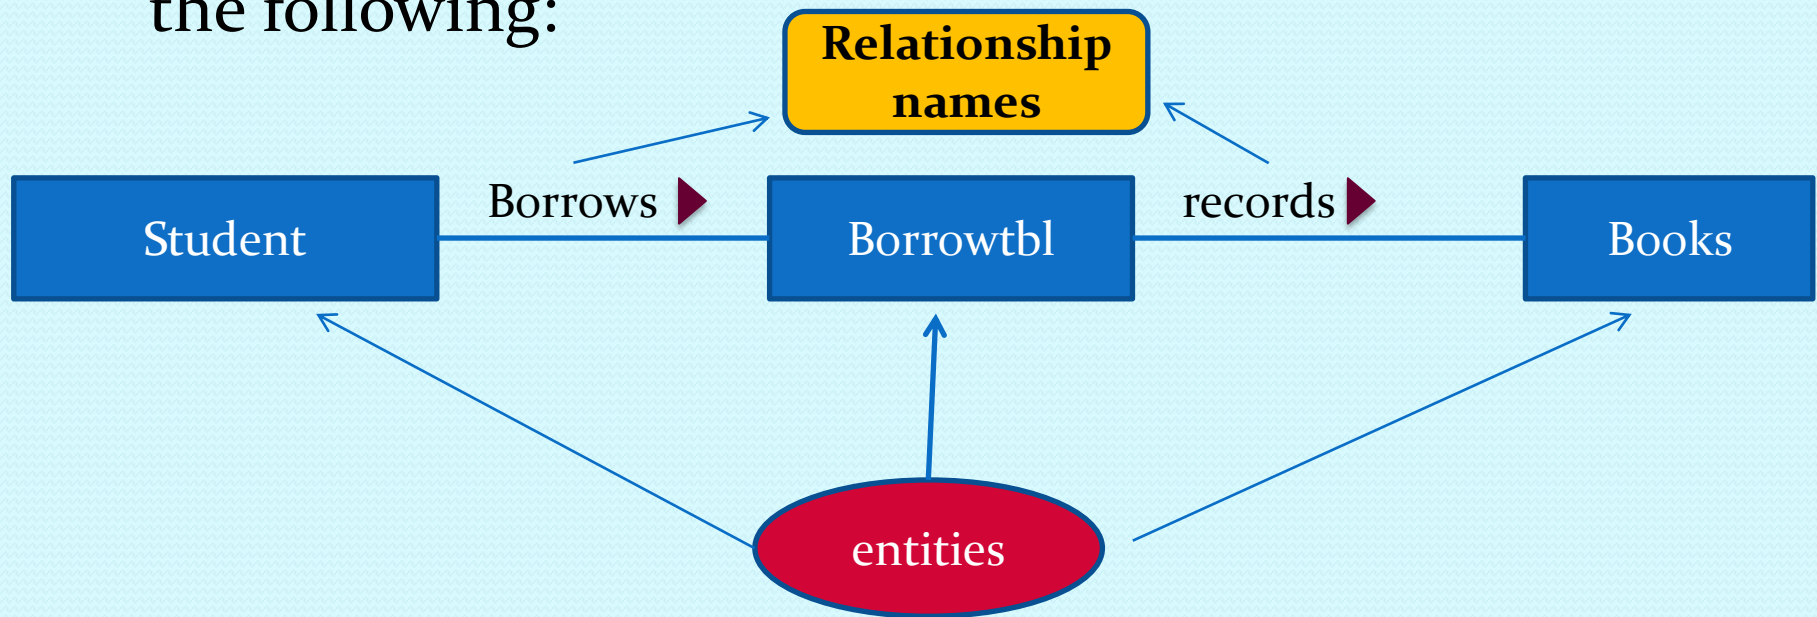 the following:
Relationship
names
Borrows
records
Student
Borrowtbl
Books
entities